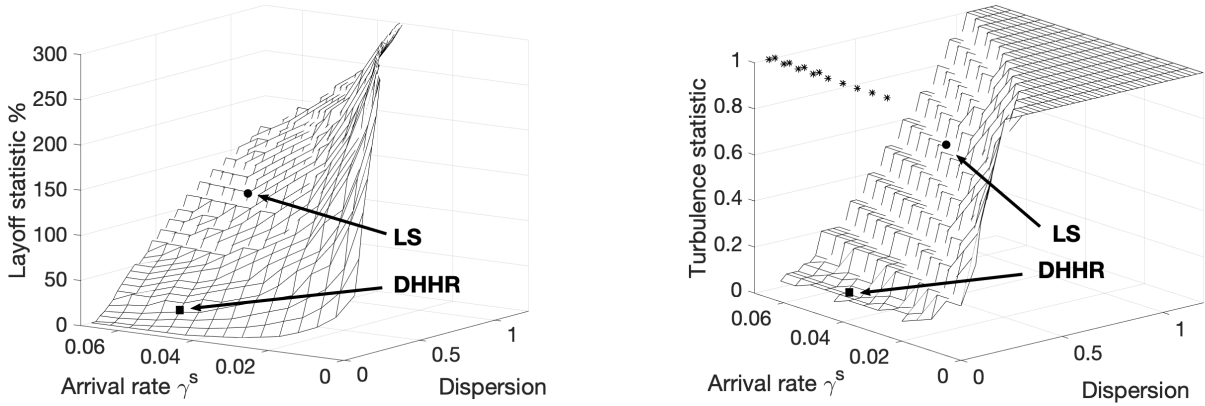 300
250
200
150
100
50
0
Layoff statistic %
LS
DHHR
0.06
0.04
0.02
0
Arrival rate γˢ
0
0.5
1
Dispersion
1
0.8
0.6
0.4
0.2
0
Turbulence statistic
LS
DHHR
0.06
0.04
0.02
0
Arrival rate γˢ
0
0.5
1
Dispersion